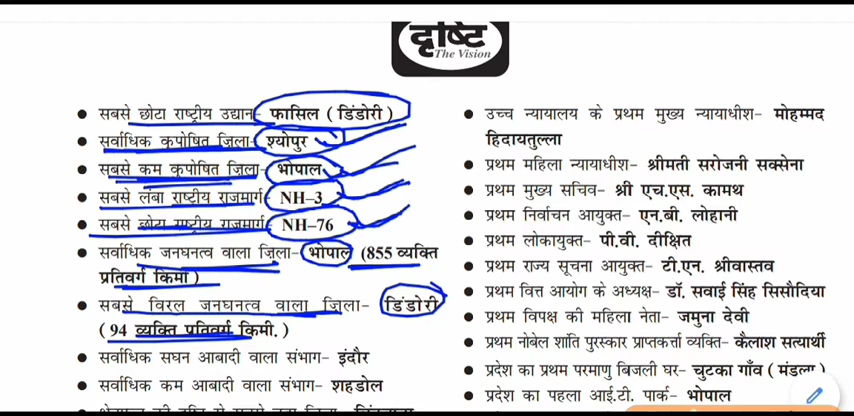 दृष्टि
The Vision
● सबसे छोटा राष्ट्रीय उद्यान- फासिल (डिंडोरी)
● सर्वाधिक कुपोषित ज़िला- श्योपुर
● सबसे कम कुपोषित ज़िला- भोपाल
● सबसे लंबा राष्ट्रीय राजमार्ग- NH–3
● सबसे छोटा राष्ट्रीय राजमार्ग- NH–76
● सर्वाधिक जनघनत्व वाला ज़िला- भोपाल (855 व्यक्ति
प्रतिवर्ग किमी)
● सबसे विरल जनघनत्व वाला ज़िला- डिंडोरी
(94 व्यक्ति प्रतिवर्ग किमी.)
● सर्वाधिक सघन आबादी वाला संभाग- इंदौर
● सर्वाधिक कम आबादी वाला संभाग- शहडोल
● उच्च न्यायालय के प्रथम मुख्य न्यायाधीश- मोहम्मद
हिदायतुल्ला
● प्रथम महिला न्यायाधीश- श्रीमती सरोजनी सक्सेना
● प्रथम मुख्य सचिव- श्री एच.एस. कामथ
● प्रथम निर्वाचन आयुक्त- एन.बी. लोहानी
● प्रथम लोकायुक्त- पी.वी. दीक्षित
● प्रथम राज्य सूचना आयुक्त- टी.एन. श्रीवास्तव
● प्रथम वित्त आयोग के अध्यक्ष- डॉ. सवाई सिंह सिसौदिया
● प्रथम विपक्ष की महिला नेता- जमुना देवी
● प्रथम नोबेल शांति पुरस्कार प्राप्तकर्त्ता व्यक्ति- कैलाश सत्यार्थी
● प्रदेश का प्रथम परमाणु बिजली घर- चुटका गाँव (मंडला)
● प्रदेश का पहला आई.टी. पार्क- भोपाल